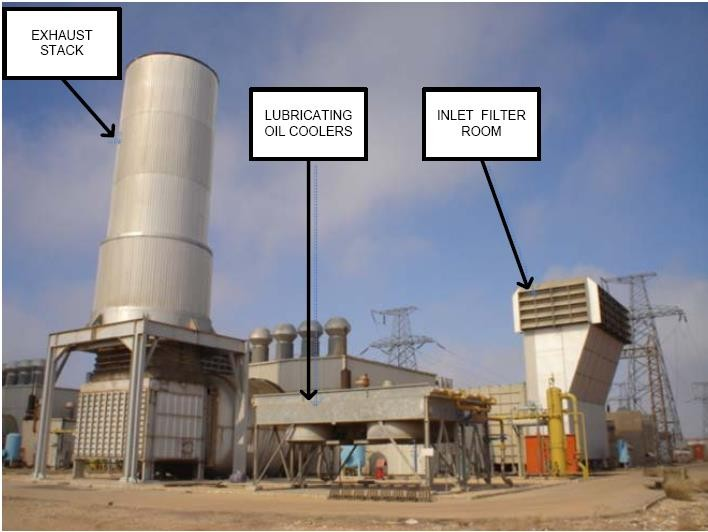 EXHAUST
STACK
LUBRICATING
OIL COOLERS
INLET FILTER
ROOM